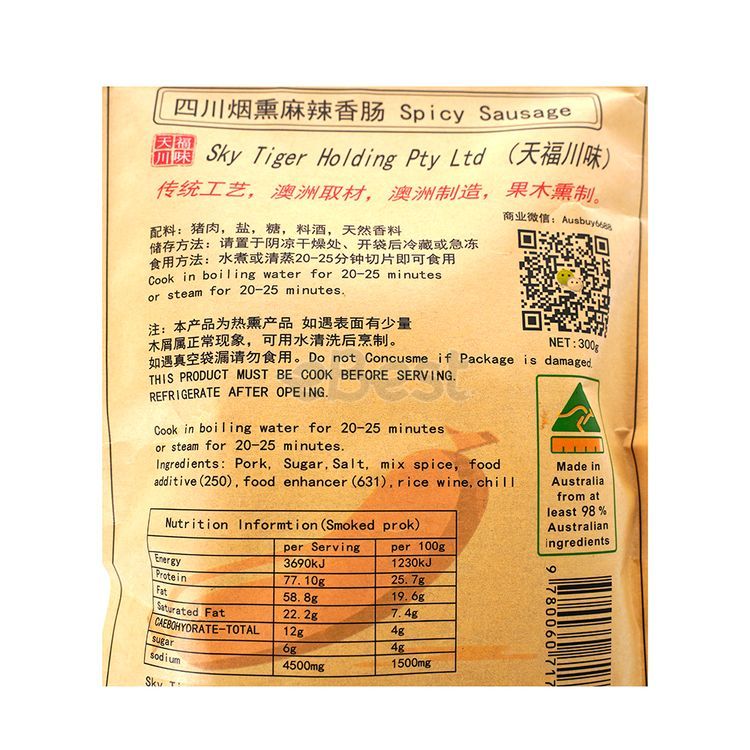 四川烟熏麻辣香肠 Spicy Sausage
天福川味 Sky Tiger Holding Pty Ltd （天福川味）
传统工艺，澳洲取材，澳洲制造，果木熏制。
商业微信：Ausbuy6688
配料：猪肉，盐，糖，料酒，天然香料
储存方法：请置于阴凉干燥处、开袋后冷藏或急冻
食用方法：水煮或清蒸20-25分钟切片即可食用
Cook in boiling water for 20-25 minutes
or steam for 20-25 minutes.
NET:300g
注：本产品为热熏产品 如遇表面有少量
木屑属正常现象，可用水清洗后烹制。
如遇真空袋漏请勿食用。Do not Concusme if Package is damaged.
THIS PRODUCT MUST BE COOK BEFORE SERVING.
REFRIGERATE AFTER OPEING.
eBest
Cook in boiling water for 20-25 minutes
or steam for 20-25 minutes.
Ingredients: Pork, Sugar,Salt, mix spice, food
additive(250), food enhancer(631),rice wine,chill
Made in
Australia
from at
least 98%
Australian
ingredients
Nutrition Informtion(Smoked prok)
per Serving per 100g
Energy 3690kJ 1230kJ
Protein 77.10g 25.7g
Fat 58.8g 19.6g
Saturated Fat 22.2g 7.4g
CAEBOHYORATE-TOTAL 12g 4g
sugar 6g 4g
sodium 4500mg 1500mg
9 780060 717